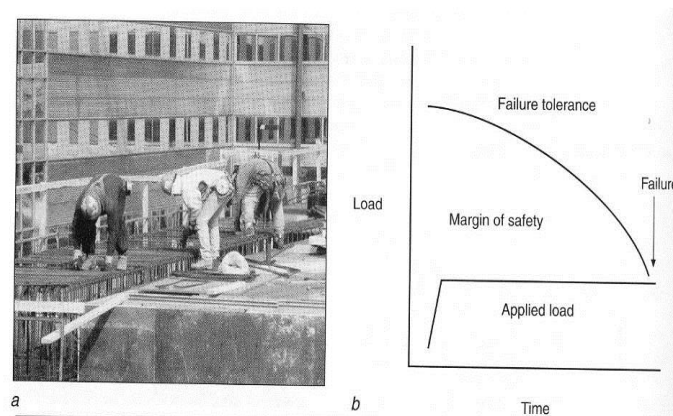 Failure tolerance
Failure
Load
Margin of safety
Applied load
a
b
Time